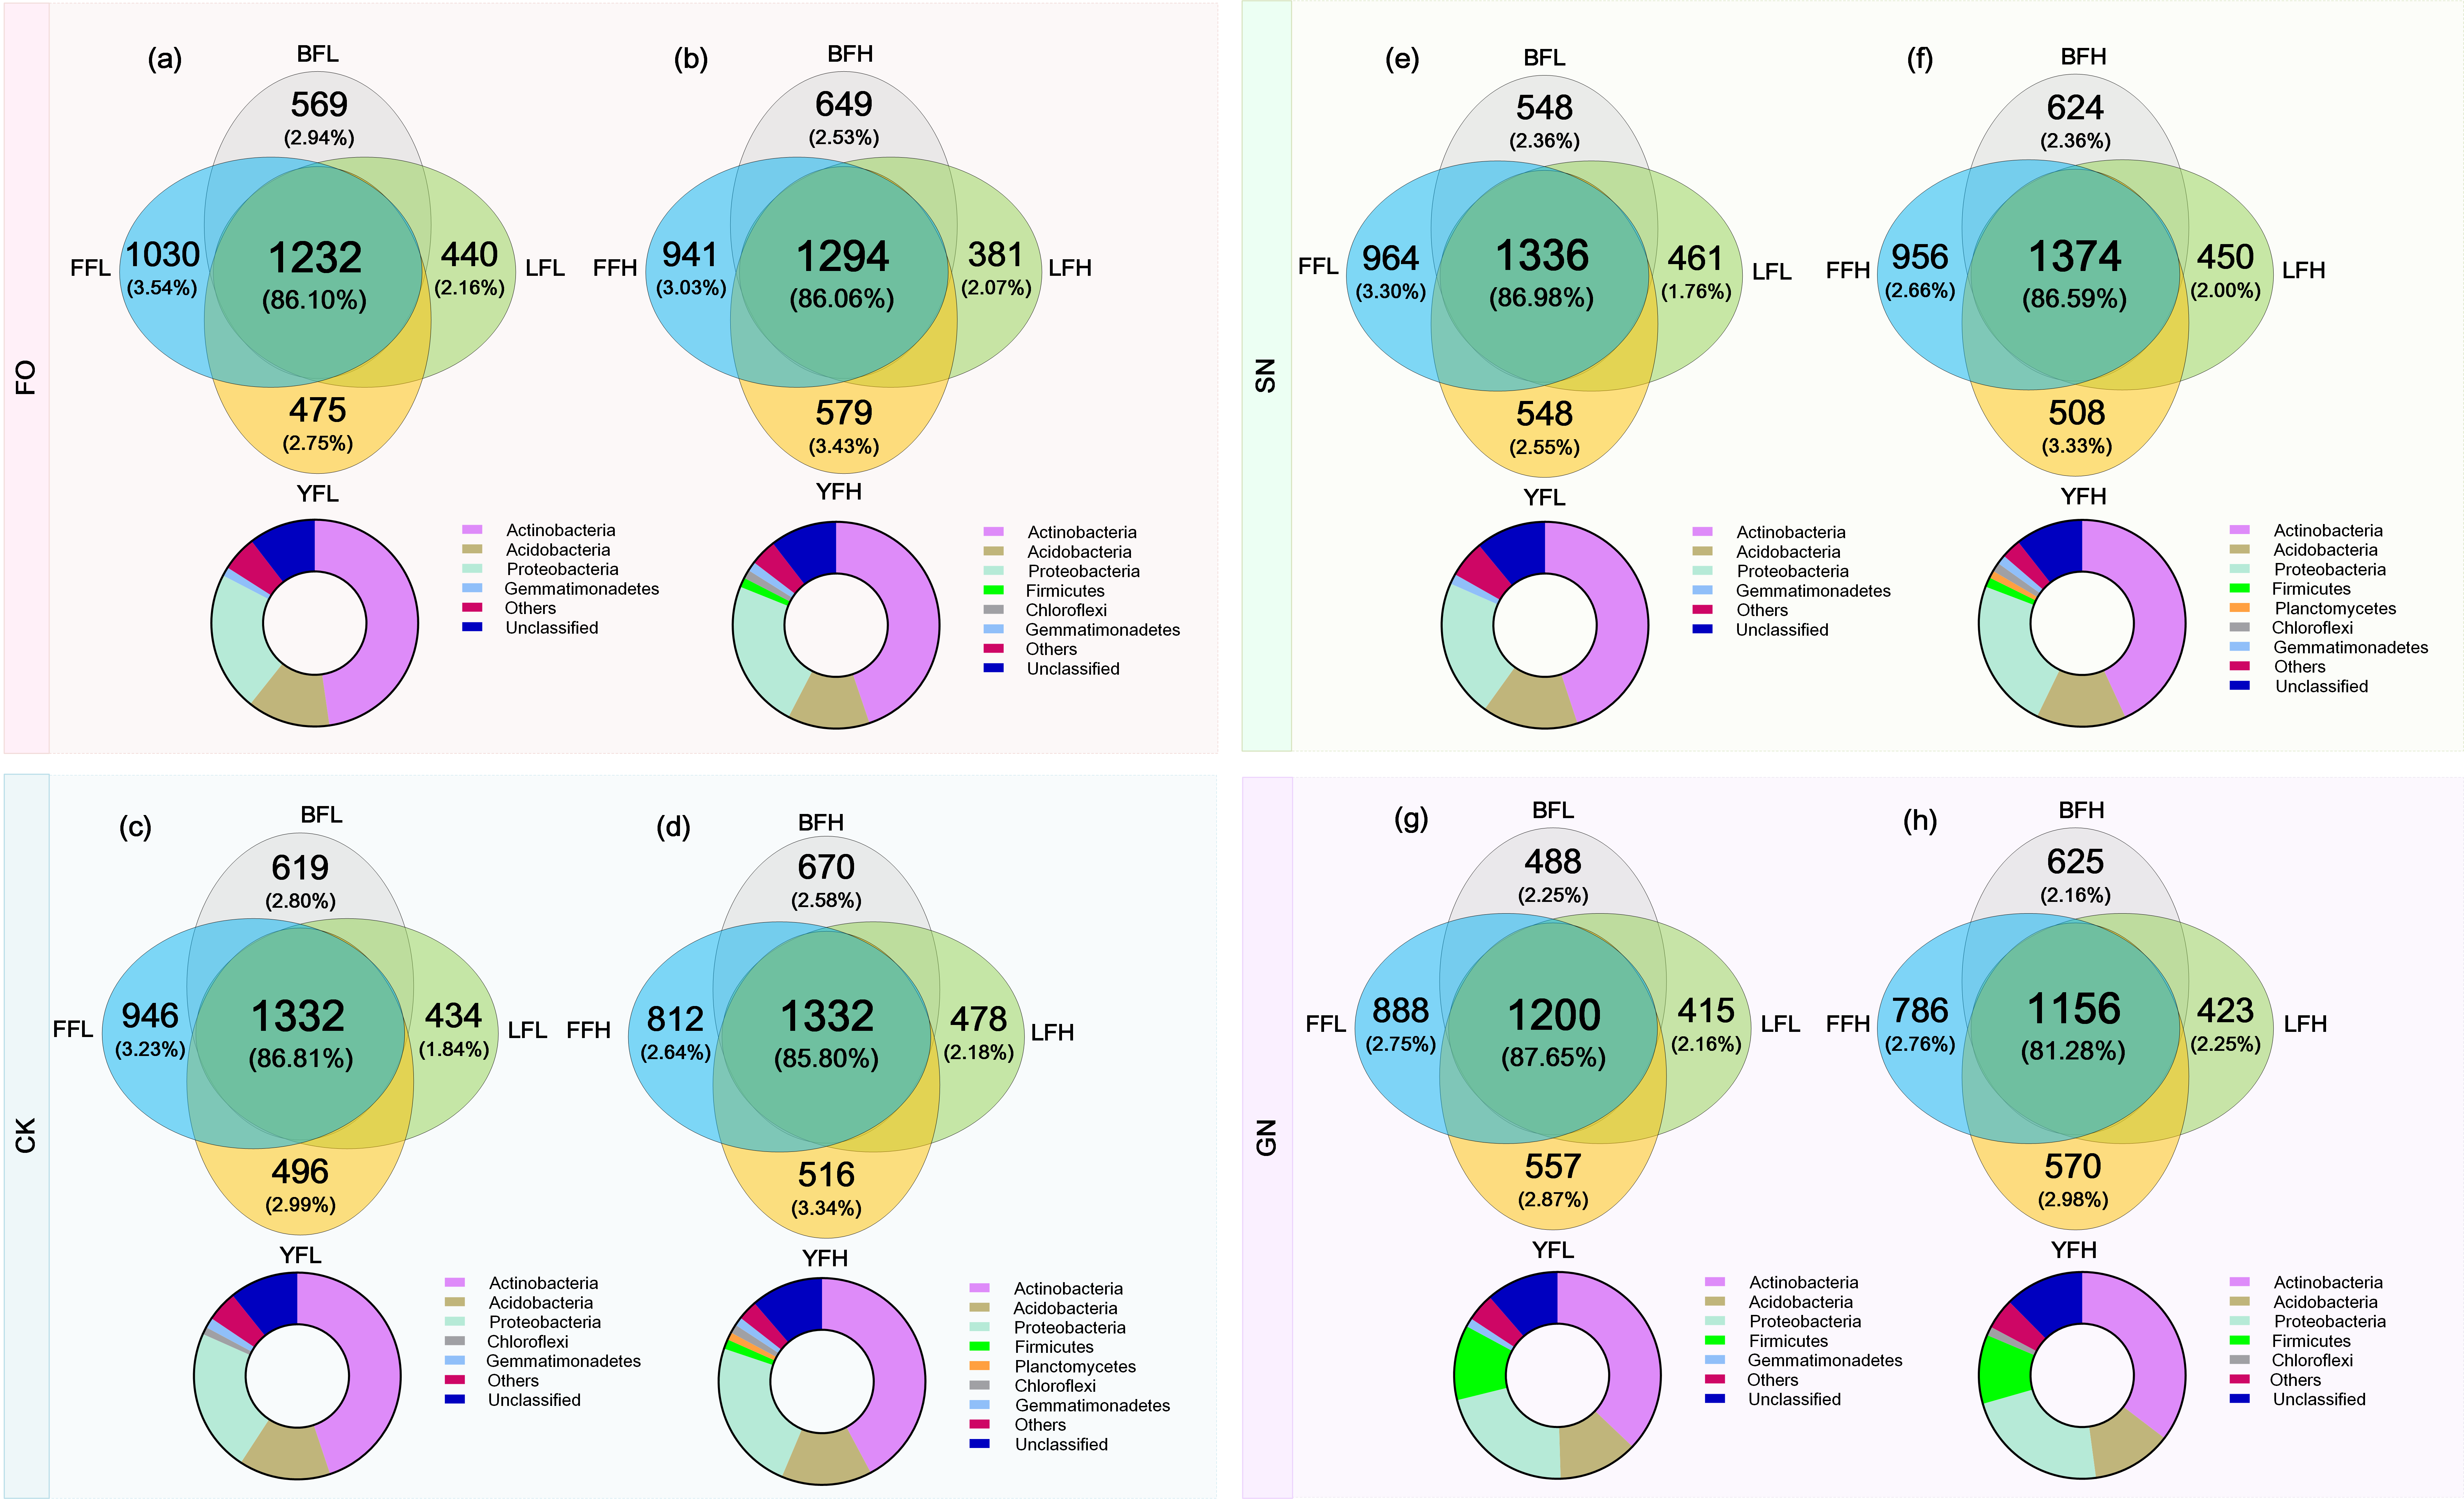 FO
(a)
BFL
569
(2.94%)
FFL
1030
(3.54%)
1232
(86.10%)
440
(2.16%)
LFL
475
(2.75%)
YFL
Actinobacteria
Acidobacteria
Proteobacteria
Gemmatimonadetes
Others
Unclassified
(b)
BFH
649
(2.53%)
FFH
941
(3.03%)
1294
(86.06%)
381
(2.07%)
LFH
579
(3.43%)
YFH
Actinobacteria
Acidobacteria
Proteobacteria
Firmicutes
Chloroflexi
Gemmatimonadetes
Others
Unclassified
SN
(e)
BFL
548
(2.36%)
FFL
964
(3.30%)
1336
(86.98%)
461
(1.76%)
LFL
548
(2.55%)
YFL
Actinobacteria
Acidobacteria
Proteobacteria
Gemmatimonadetes
Others
Unclassified
(f)
BFH
624
(2.36%)
FFH
956
(2.66%)
1374
(86.59%)
450
(2.00%)
LFH
508
(3.33%)
YFH
Actinobacteria
Acidobacteria
Proteobacteria
Firmicutes
Planctomycetes
Chloroflexi
Gemmatimonadetes
Others
Unclassified
CK
(c)
BFL
619
(2.80%)
FFL
946
(3.23%)
1332
(86.81%)
434
(1.84%)
LFL
496
(2.99%)
YFL
Actinobacteria
Acidobacteria
Proteobacteria
Chloroflexi
Gemmatimonadetes
Others
Unclassified
(d)
BFH
670
(2.58%)
FFH
812
(2.64%)
1332
(85.80%)
478
(2.18%)
LFH
516
(3.34%)
YFH
Actinobacteria
Acidobacteria
Proteobacteria
Firmicutes
Planctomycetes
Chloroflexi
Gemmatimonadetes
Others
Unclassified
GN
(g)
BFL
488
(2.25%)
FFL
888
(2.75%)
1200
(87.65%)
415
(2.16%)
LFL
557
(2.87%)
YFL
Actinobacteria
Acidobacteria
Proteobacteria
Firmicutes
Gemmatimonadetes
Others
Unclassified
(h)
BFH
625
(2.16%)
FFH
786
(2.76%)
1156
(81.28%)
423
(2.25%)
LFH
570
(2.98%)
YFH
Actinobacteria
Acidobacteria
Proteobacteria
Firmicutes
Chloroflexi
Others
Unclassified